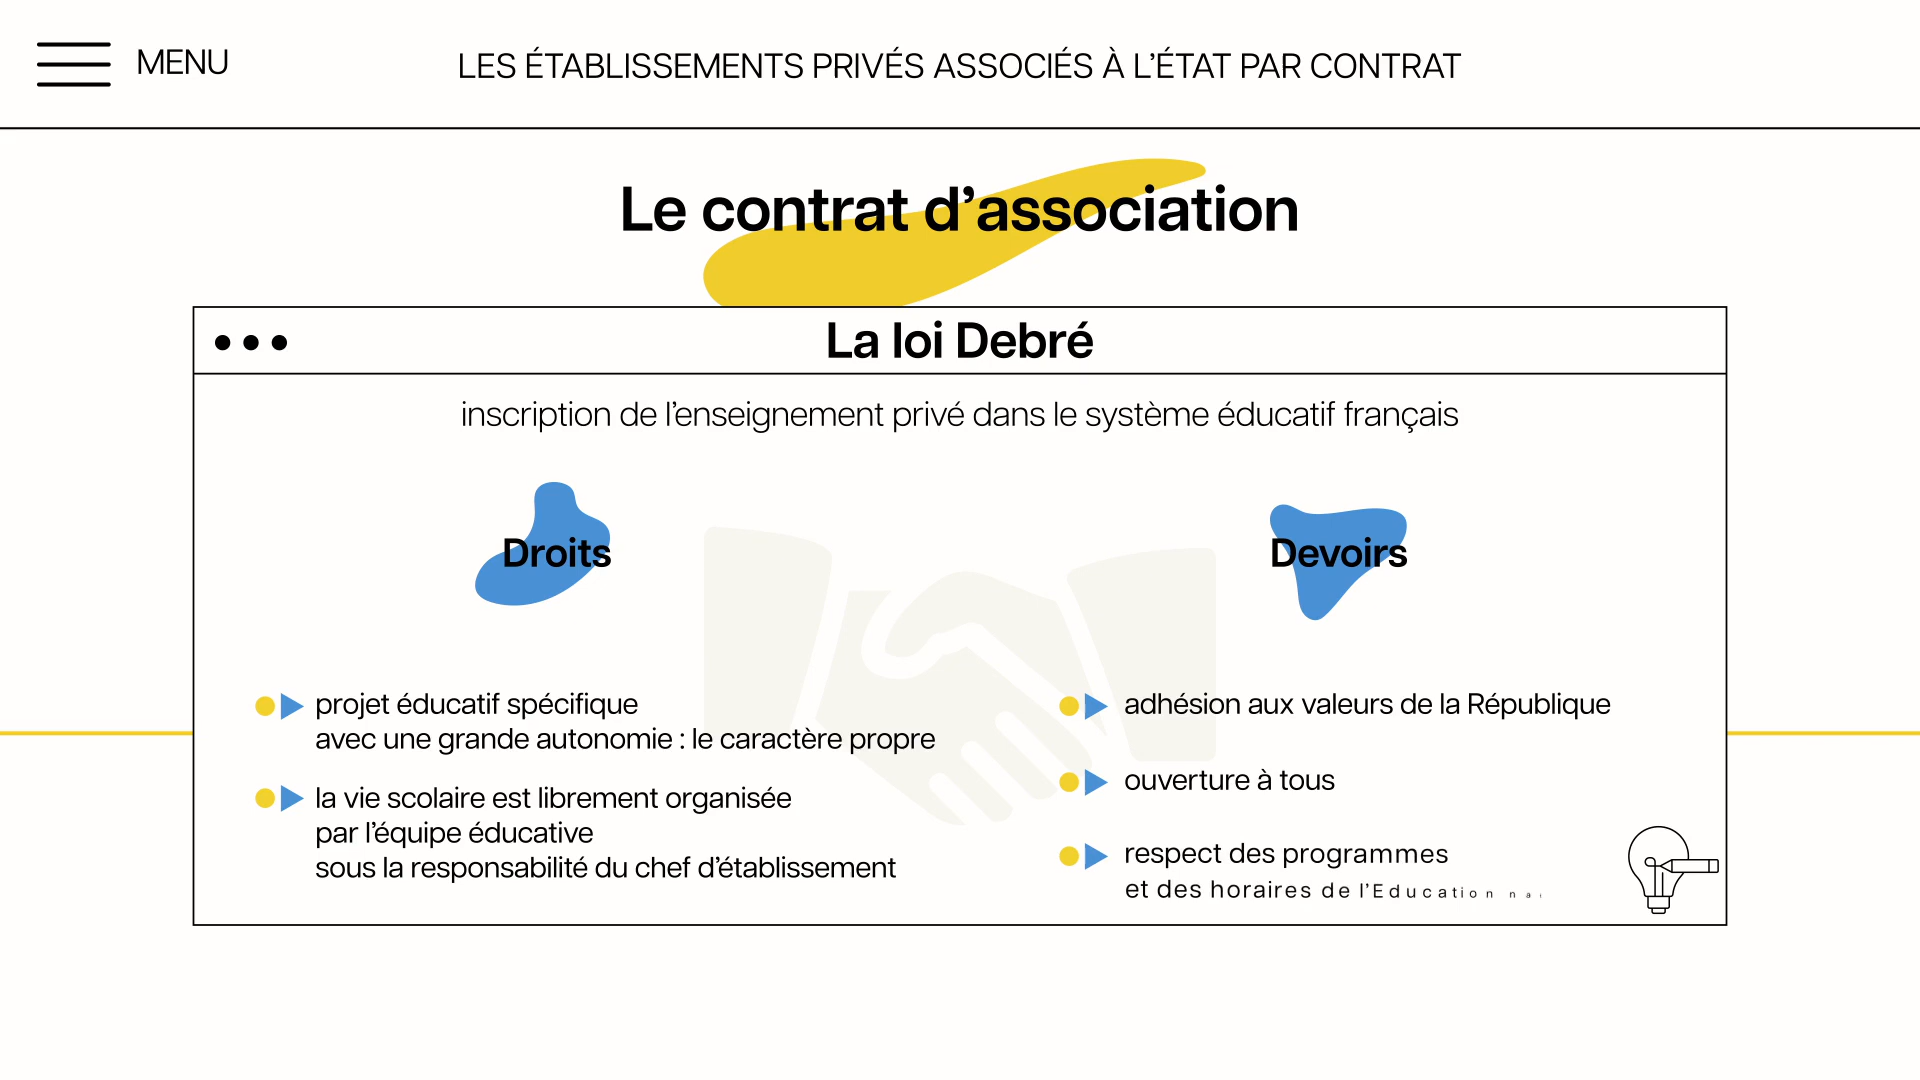 MENU
LES ÉTABLISSEMENTS PRIVÉS ASSOCIÉS À L’ÉTAT PAR CONTRAT
Le contrat d’association
La loi Debré
inscription de l’enseignement privé dans le système éducatif français
Droits
projet éducatif spécifique
avec une grande autonomie : le caractère propre
la vie scolaire est librement organisée
par l’équipe éducative
sous la responsabilité du chef d’établissement
Devoirs
adhésion aux valeurs de la République
ouverture à tous
respect des programmes
et des horaires de l’Education